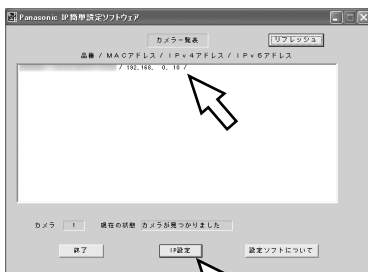 Panasonic IP簡単設定ソフトウェア
カメラ一覧表
リフレッシュ
品番 / MACアドレス / IPv4アドレス / IPv6アドレス
/ 192.168. 0. 10 /
カメラ 1 現在の状態 カメラが見つかりました
終了 IP設定 設定ソフトについて